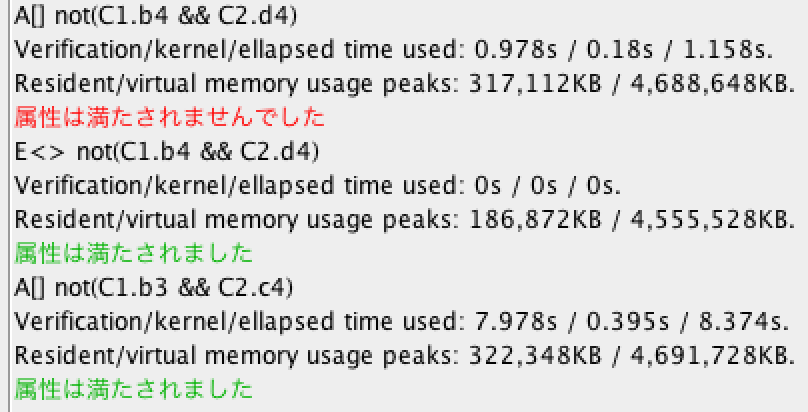 A[] not(C1.b4 && C2.d4)
Verification/kernel/ellapsed time used: 0.978s / 0.18s / 1.158s.
Resident/virtual memory usage peaks: 317,112KB / 4,688,648KB.
属性は満たされませんでした
E<> not(C1.b4 && C2.d4)
Verification/kernel/ellapsed time used: 0s / 0s / 0s.
Resident/virtual memory usage peaks: 186,872KB / 4,555,528KB.
属性は満たされました
A[] not(C1.b3 && C2.c4)
Verification/kernel/ellapsed time used: 7.978s / 0.395s / 8.374s.
Resident/virtual memory usage peaks: 322,348KB / 4,691,728KB.
属性は満たされました